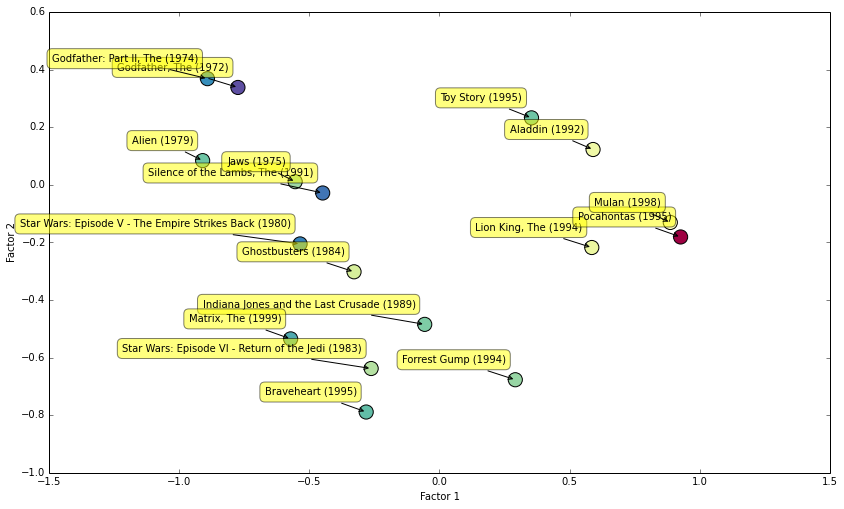 0.6
0.4
0.2
0.0
−0.2
−0.4
−0.6
−0.8
−1.0
Factor 2
Godfather: Part II, The (1974)
Godfather, The (1972)
Toy Story (1995)
Aladdin (1992)
Alien (1979)
Jaws (1975)
Silence of the Lambs, The (1991)
Mulan (1998)
Pocahontas (1995)
Star Wars: Episode V - The Empire Strikes Back (1980)
Lion King, The (1994)
Ghostbusters (1984)
Indiana Jones and the Last Crusade (1989)
Matrix, The (1999)
Star Wars: Episode VI - Return of the Jedi (1983)
Forrest Gump (1994)
Braveheart (1995)
−1.5
−1.0
−0.5
0.0
0.5
1.0
1.5
Factor 1